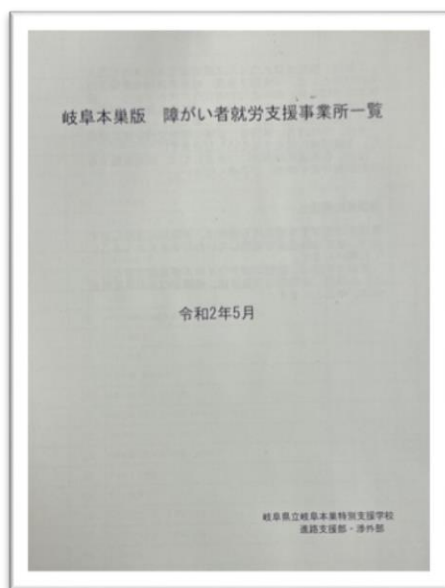 岐阜本巣版　障がい者就労支援事業所一覧
令和2年5月
岐阜県立岐阜本巣特別支援学校
進路支援部・渉外部